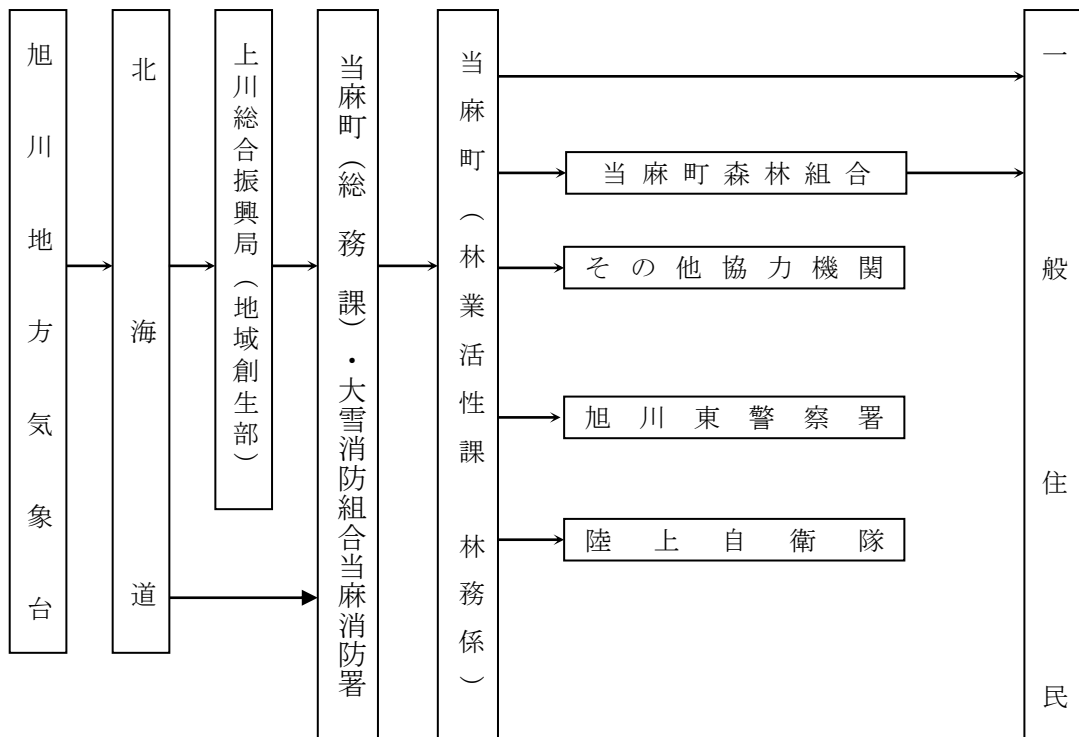 旭川地方気象台
北海道
上川総合振興局（地域創生部）
当麻町（総務課）・大雪消防組合当麻消防署
当麻町（林業活性課　林務係）
当麻町森林組合
その他協力機関
旭川東警察署
陸上自衛隊
一般住民